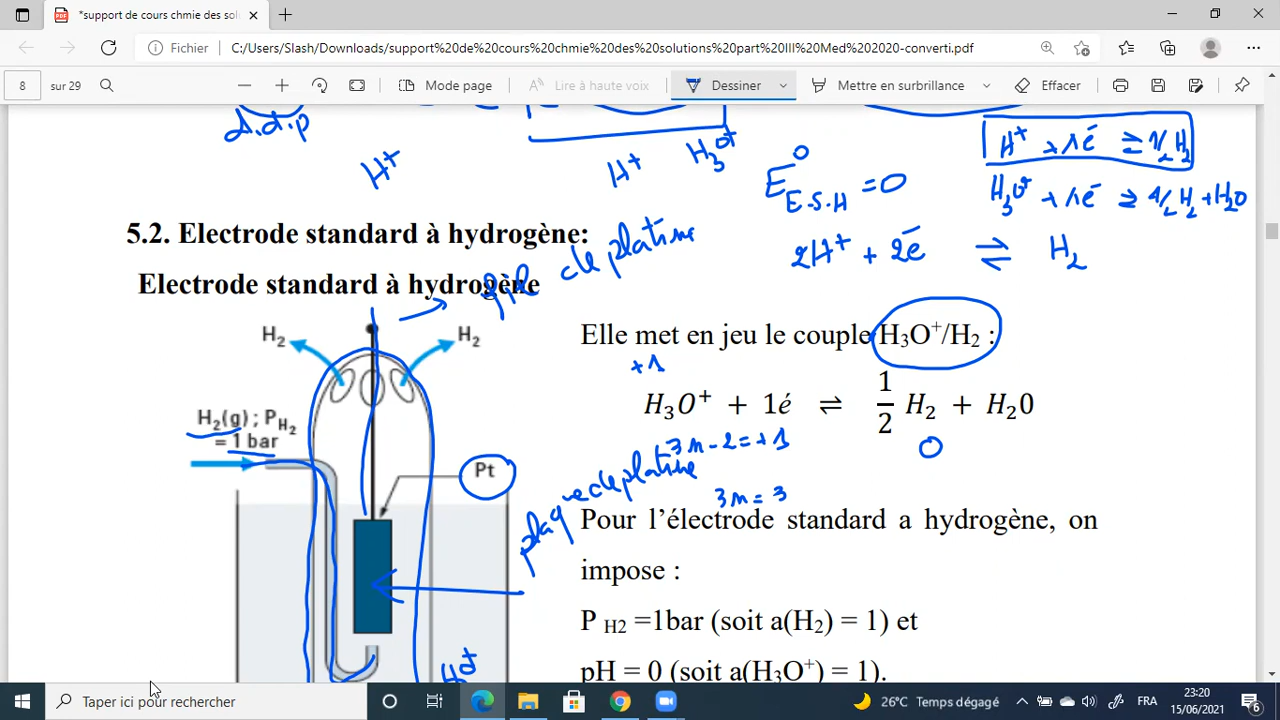 *support de cours chmie des sol
Fichier C:/Users/Slash/Downloads/support%20de%20cours%20chmie%20des%20solutions%20part%20III%20Med%202020-converti.pdf
8 sur 29 Mode page Lire à haute voix Dessiner Mettre en surbrillance Effacer
d.d.p
H⁺
H⁺ H₃O⁺
E⁰ E.S.H = 0
H⁺ + 1é ⇌ 1/2 H₂
H₃O⁺ + 1é ⇌ 1/2 H₂ + H₂O
2H⁺ + 2é ⇌ H₂
5.2. Electrode standard à hydrogène:
Electrode standard à hydrogène
file de platine
H₂ H₂
H₂(g) ; P H₂
= 1 bar
Pt
plaque de platine
H⁺
Elle met en jeu le couple H₃O⁺/H₂ :
+1
H₃O⁺ + 1é ⇌ 1/2 H₂ + H₂0
0
3n - 2 = +1
3n = 3
Pour l’électrode standard a hydrogène, on
impose :
P H2 =1bar (soit a(H₂) = 1) et
pH = 0 (soit a(H₃O⁺) = 1).
Taper ici pour rechercher
26°C Temps dégagé
FRA
23:20
15/06/2021
6